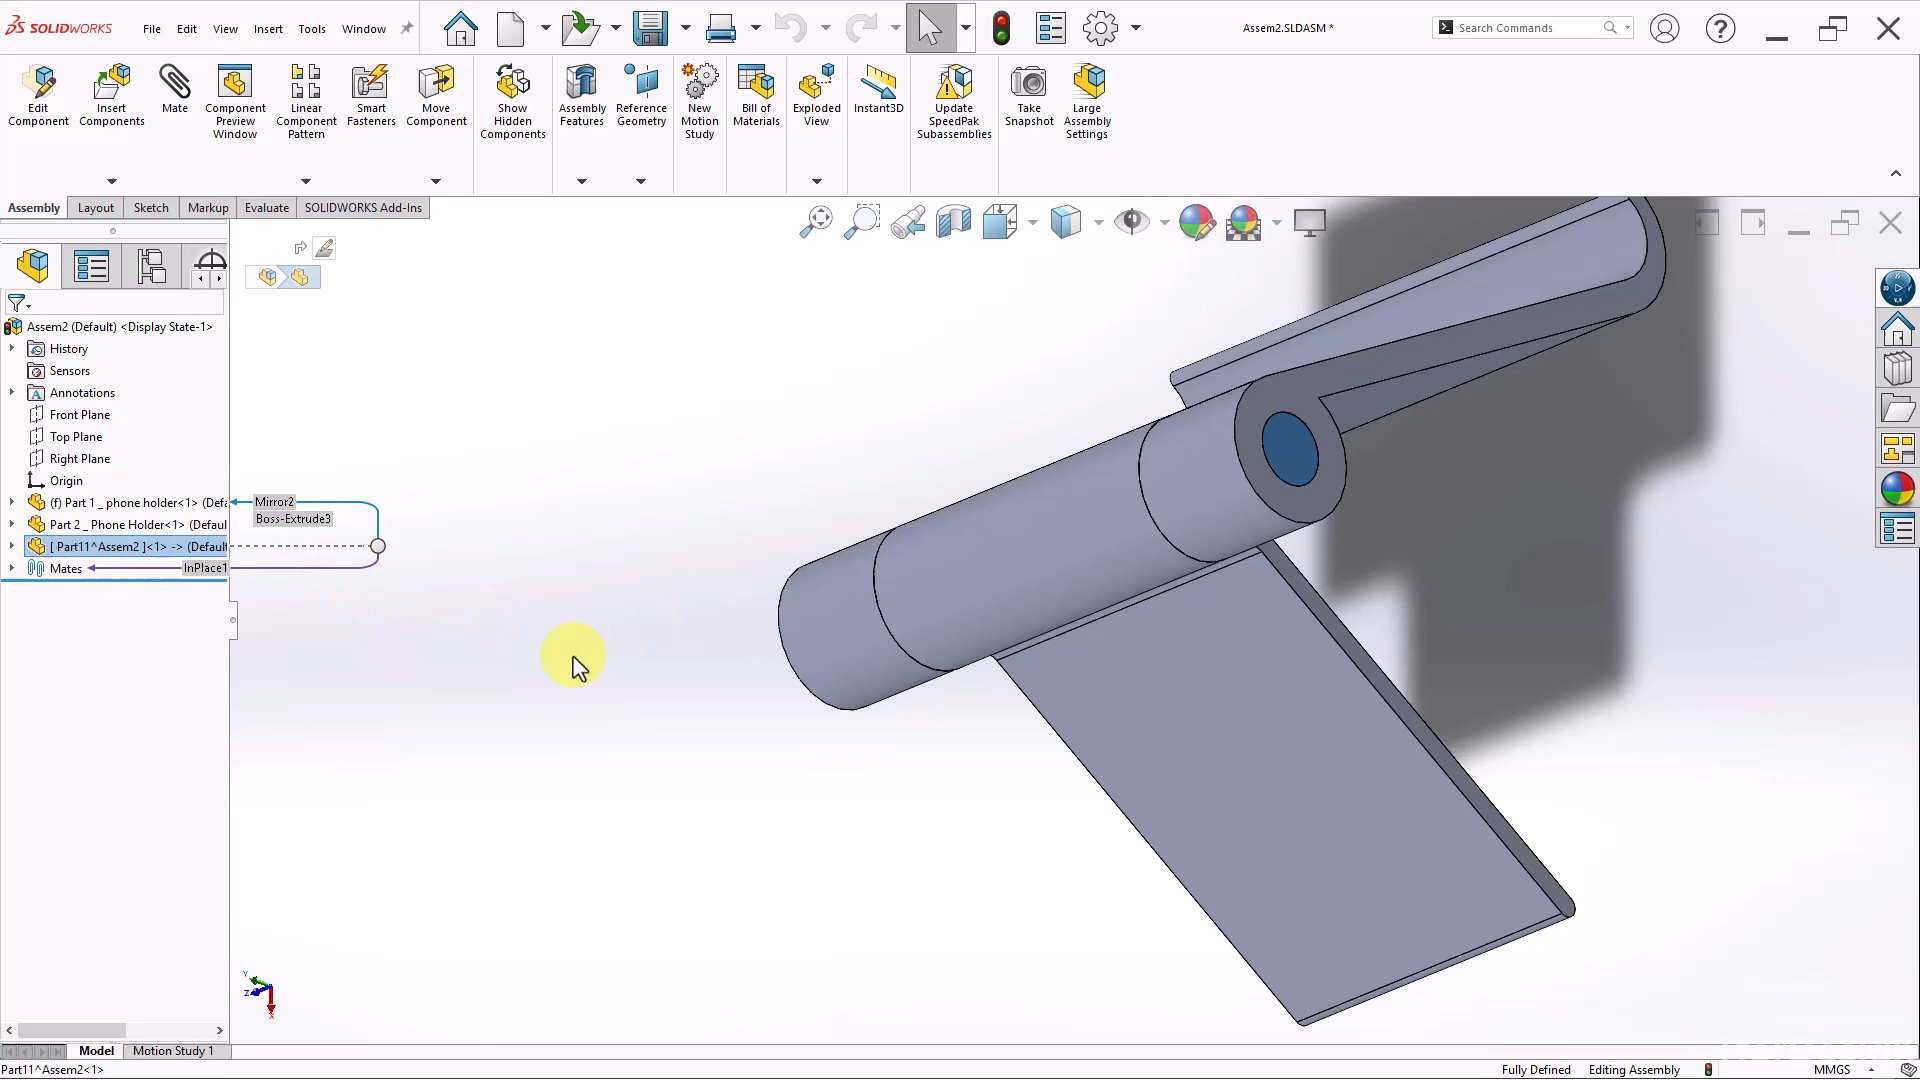 SOLIDWORKS
File Edit View Insert Tools Window
Assem2.SLDASM *
Search Commands
Edit Component
Insert Components
Mate
Component Preview Window
Linear Component Pattern
Smart Fasteners
Move Component
Show Hidden Components
Assembly Features
Reference Geometry
New Motion Study
Bill of Materials
Exploded View
Instant3D
Update SpeedPak Subassemblies
Take Snapshot
Large Assembly Settings
Assembly Layout Sketch Markup Evaluate SOLIDWORKS Add-Ins
Assem2 (Default) <Display State-1>
History
Sensors
Annotations
Front Plane
Top Plane
Right Plane
Origin
(f) Part 1 _ phone holder<1> (Defa
Mirror2
Boss-Extrude3
Part 2 _ Phone Holder<1> (Defaul
[ Part11^Assem2 ]<1> -> (Default
Mates
InPlace1
Y
Z
X
Model Motion Study 1
Part11^Assem2<1>
Fully Defined Editing Assembly MMGS